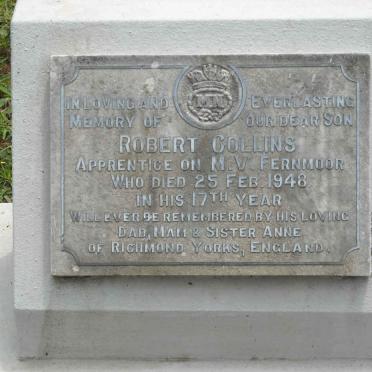 IN LOVING AND EVERLASTING
MEMORY OF OUR DEAR SON
MN
ROBERT COLLINS
APPRENTICE ON M.V. FERNMOOR
WHO DIED 25 FEB 1948
IN HIS 17TH YEAR
WILL EVER BE REMEMBERED BY HIS LOVING
DAD, MAM & SISTER ANNE
OF RICHMOND YORKS, ENGLAND.